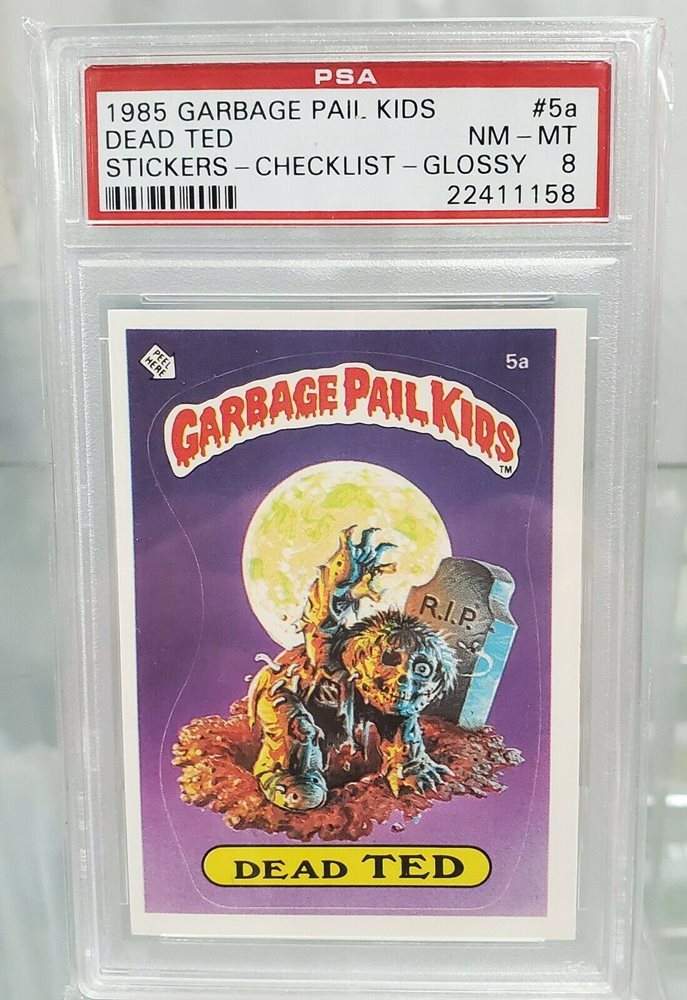 PSA
1985 GARBAGE PAIL KIDS #5a
DEAD TED NM - MT
STICKERS - CHECKLIST - GLOSSY 8
22411158
PEEL HERE
5a
GARBAGE PAIL KIDS
TM
R.I.P.
DEAD TED